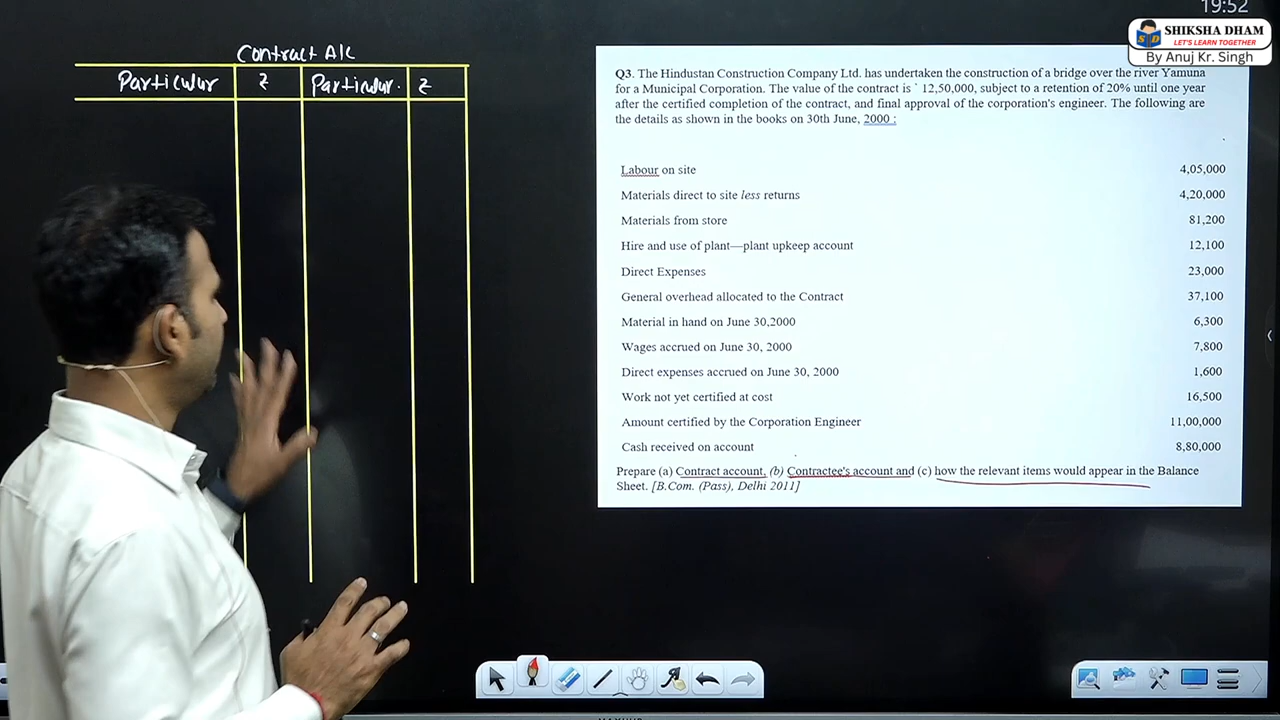 19:52
SHIKSHA DHAM
LET'S LEARN TOGETHER
By Anuj Kr. Singh
SD
Contract A/c
Particular ₹ Particular. ₹
Q3. The Hindustan Construction Company Ltd. has undertaken the construction of a bridge over the river Yamuna
for a Municipal Corporation. The value of the contract is ` 12,50,000, subject to a retention of 20% until one year
after the certified completion of the contract, and final approval of the corporation's engineer. The following are
the details as shown in the books on 30th June, 2000 :
Labour on site 4,05,000
Materials direct to site less returns 4,20,000
Materials from store 81,200
Hire and use of plant—plant upkeep account 12,100
Direct Expenses 23,000
General overhead allocated to the Contract 37,100
Material in hand on June 30,2000 6,300
Wages accrued on June 30, 2000 7,800
Direct expenses accrued on June 30, 2000 1,600
Work not yet certified at cost 16,500
Amount certified by the Corporation Engineer 11,00,000
Cash received on account 8,80,000
Prepare (a) Contract account, (b) Contractee's account and (c) how the relevant items would appear in the Balance
Sheet. [B.Com. (Pass), Delhi 2011]